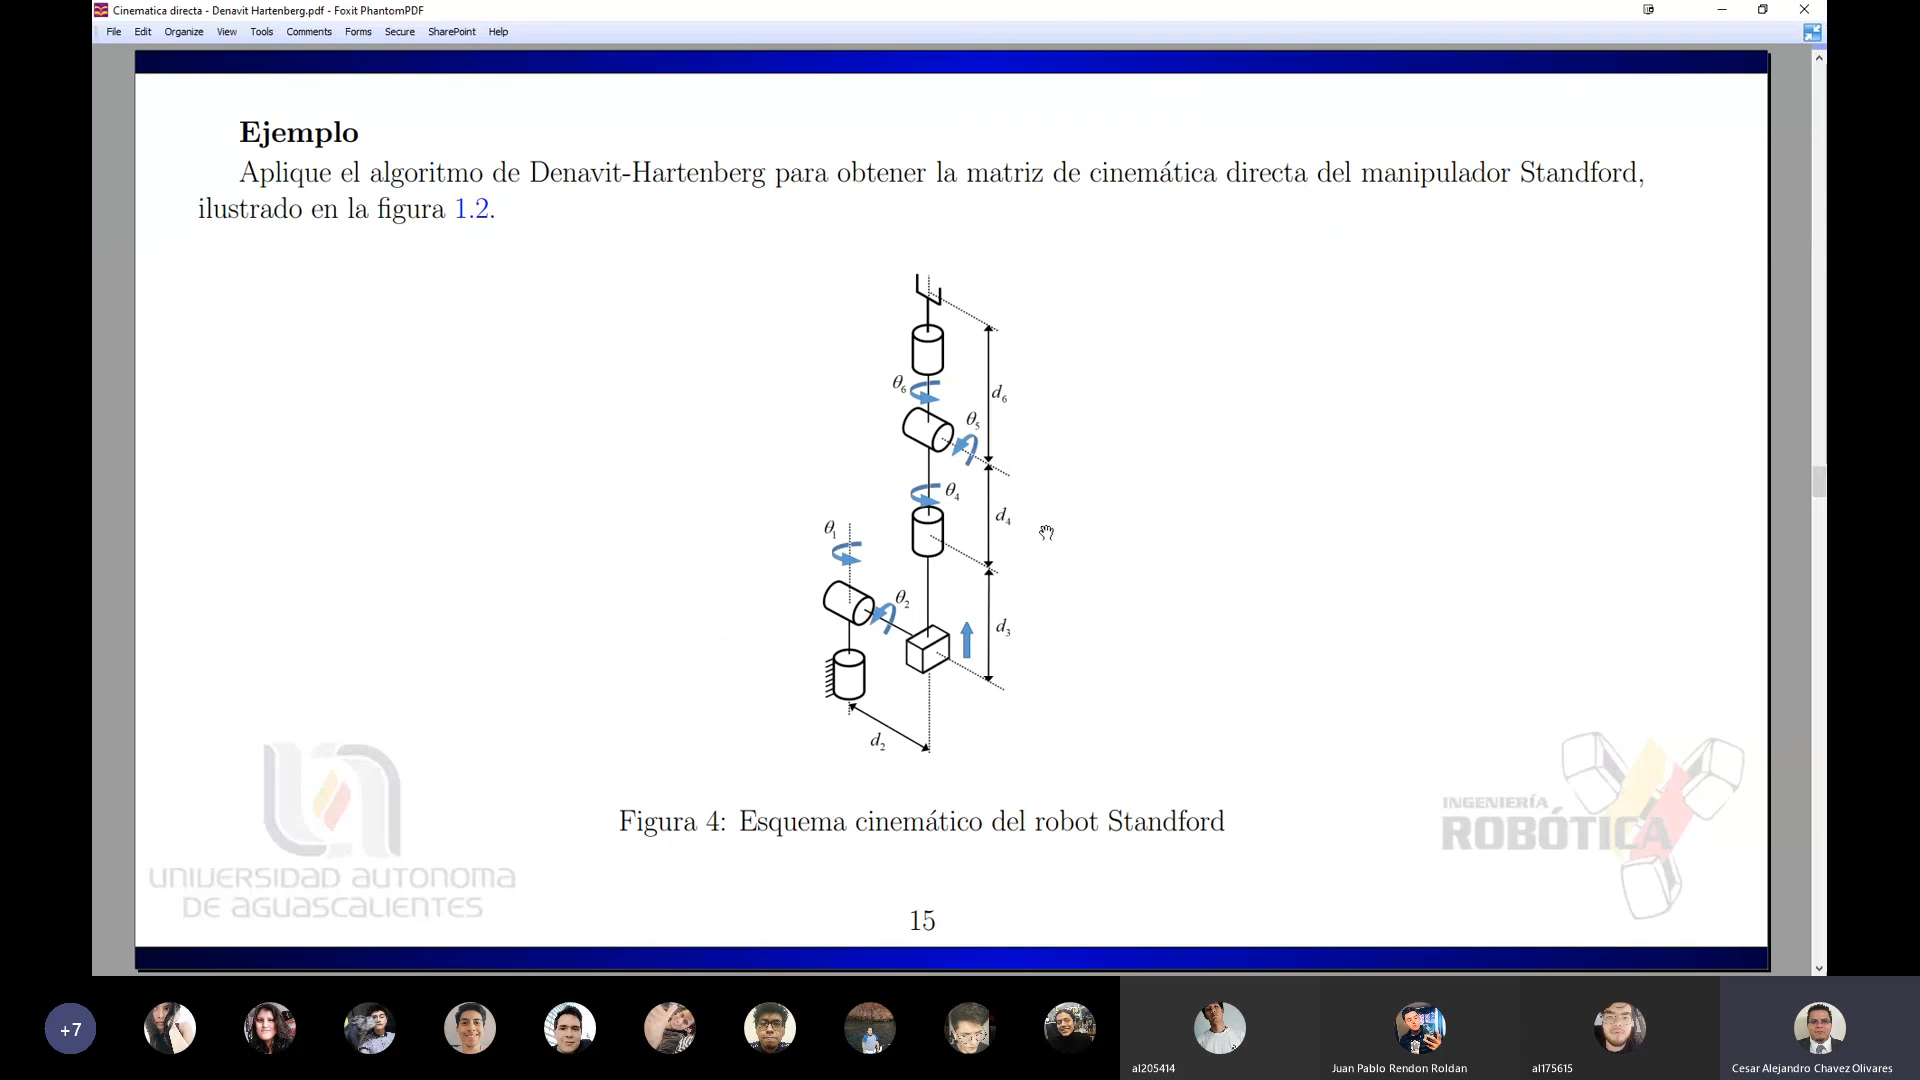 Cinematica directa - Denavit Hartenberg.pdf - Foxit PhantomPDF
File Edit Organize View Tools Comments Forms Secure SharePoint Help
Ejemplo
Aplique el algoritmo de Denavit-Hartenberg para obtener la matriz de cinemática directa del manipulador Standford,
ilustrado en la figura 1.2.
θ6
d6
θ5
θ4
d4
θ1
θ2
d3
d2
Figura 4: Esquema cinemático del robot Standford
UNIVERSIDAD AUTONOMA
DE AGUASCALIENTES
INGENIERÍA
ROBÓTICA
15
+7
al205414
Juan Pablo Rendon Roldan
al175615
Cesar Alejandro Chavez Olivares